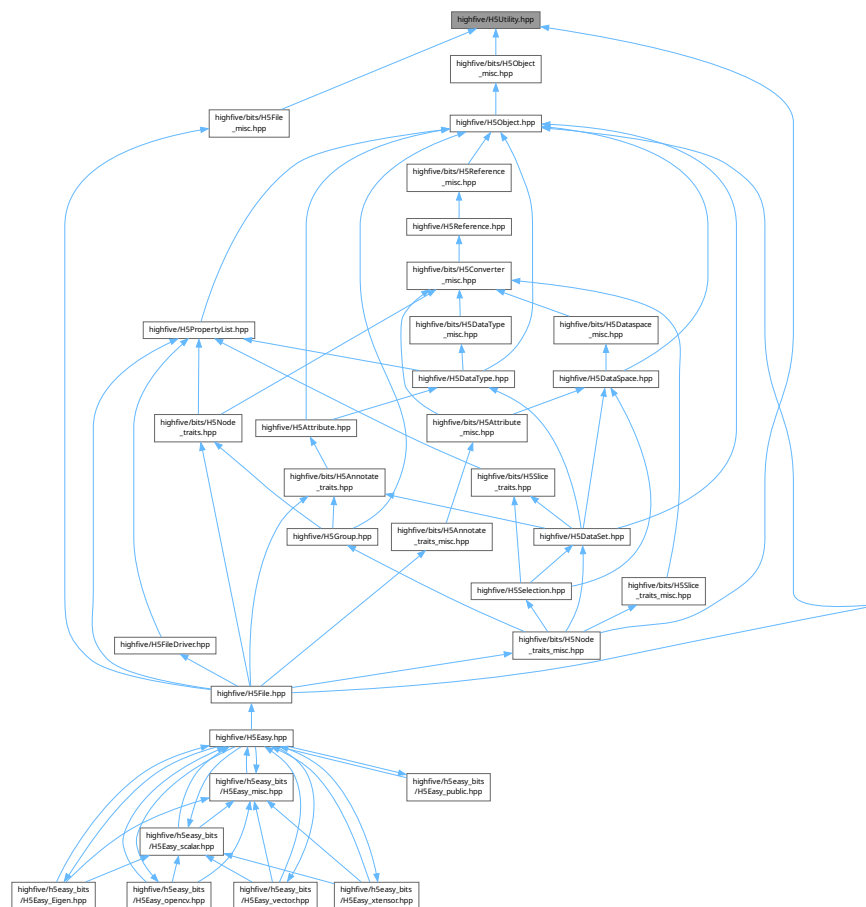 highfive/H5Utility.hpp
highfive/bits/H5Object
_misc.hpp
highfive/bits/H5File
_misc.hpp
highfive/H5Object.hpp
highfive/bits/H5Reference
_misc.hpp
highfive/H5Reference.hpp
highfive/bits/H5Converter
_misc.hpp
highfive/H5PropertyList.hpp
highfive/bits/H5DataType
_misc.hpp
highfive/bits/H5Dataspace
_misc.hpp
highfive/H5DataType.hpp
highfive/H5DataSpace.hpp
highfive/bits/H5Node
_traits.hpp
highfive/H5Attribute.hpp
highfive/bits/H5Attribute
_misc.hpp
highfive/bits/H5Annotate
_traits.hpp
highfive/bits/H5Slice
_traits.hpp
highfive/H5Group.hpp
highfive/bits/H5Annotate
_traits_misc.hpp
highfive/H5DataSet.hpp
highfive/H5Selection.hpp
highfive/bits/H5Slice
_traits_misc.hpp
highfive/H5FileDriver.hpp
highfive/bits/H5Node
_traits_misc.hpp
highfive/H5File.hpp
highfive/H5Easy.hpp
highfive/h5easy_bits
/H5Easy_misc.hpp
highfive/h5easy_bits
/H5Easy_public.hpp
highfive/h5easy_bits
/H5Easy_scalar.hpp
highfive/h5easy_bits
/H5Easy_Eigen.hpp
highfive/h5easy_bits
/H5Easy_opencv.hpp
highfive/h5easy_bits
/H5Easy_vector.hpp
highfive/h5easy_bits
/H5Easy_xtensor.hpp